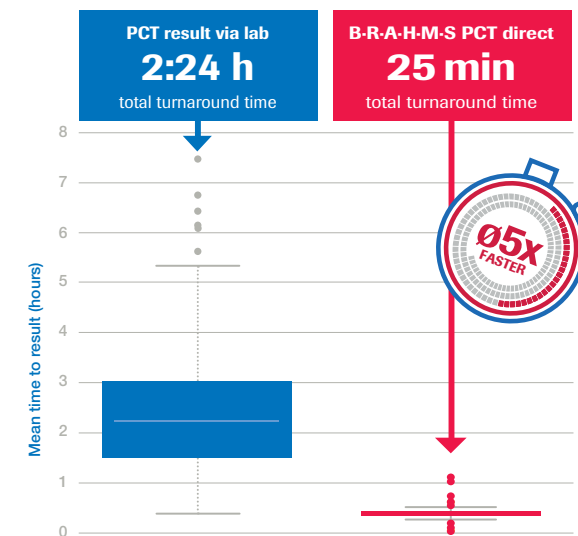 PCT result via lab
2:24 h
total turnaround time
B·R·A·H·M·S PCT direct
25 min
total turnaround time
Mean time to result (hours)
8
7
6
5
4
3
2
1
0
Ø5x
FASTER